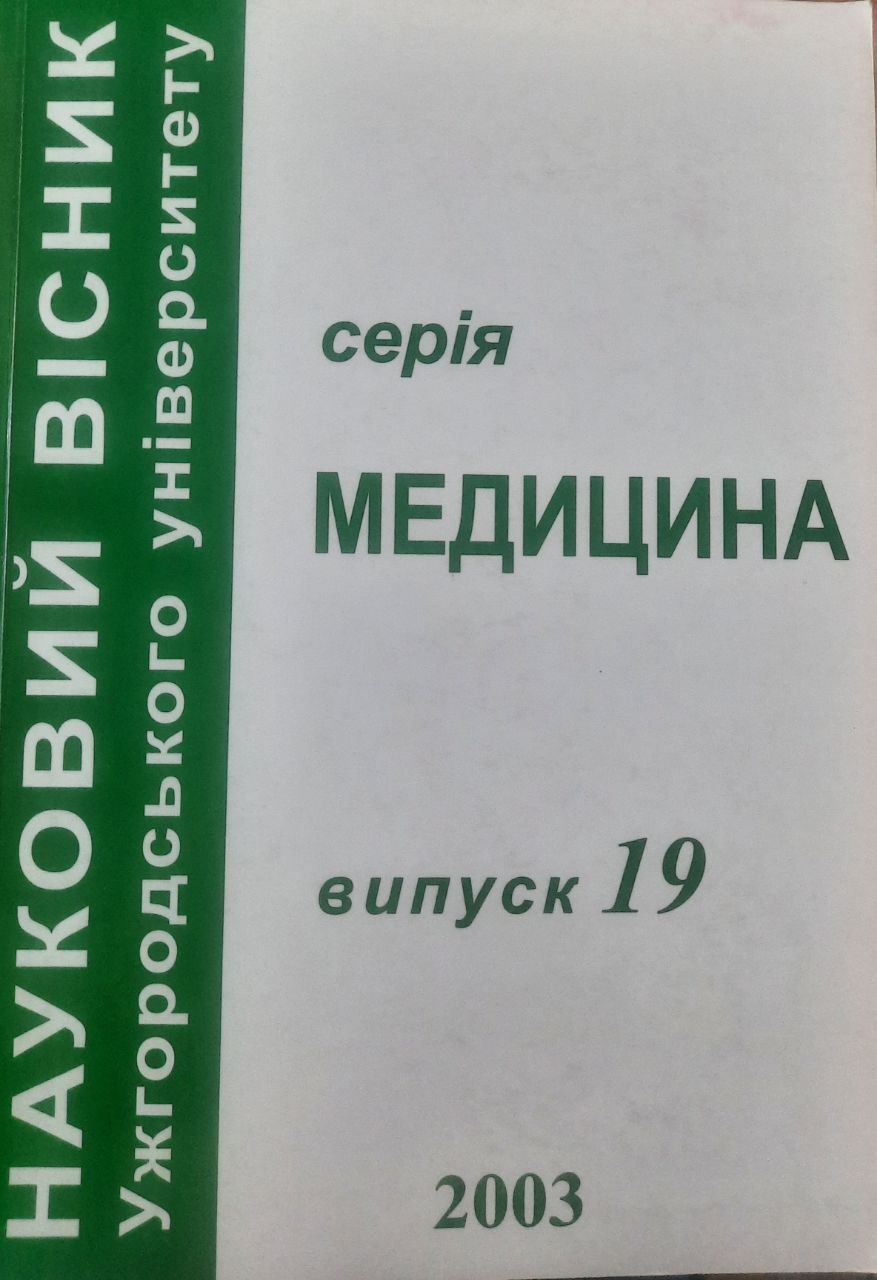 НАУКОВИЙ ВІСНИК
Ужгородського університету
серія
МЕДИЦИНА
випуск 19
2003